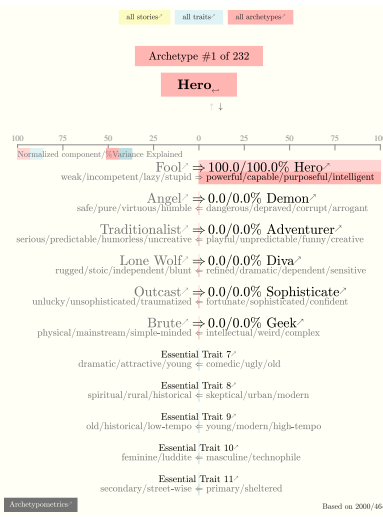 all stories↗ all traits↗ all archetypes↗
Archetype #1 of 232
Hero↩
↑ ↓
100 75 50 25 0 25 50 75 100
Normalized component/%Variance Explained
Fool↗ ⇒ 100.0/100.0% Hero↗
weak/incompetent/lazy/stupid ⇒ powerful/capable/purposeful/intelligent
Angel↗ ⇒ 0.0/0.0% Demon↗
safe/pure/virtuous/humble ⇐ dangerous/depraved/corrupt/arrogant
Traditionalist↗ ⇒ 0.0/0.0% Adventurer↗
serious/predictable/humorless/uncreative ⇐ playful/unpredictable/funny/creative
Lone Wolf↗ ⇒ 0.0/0.0% Diva↗
rugged/stoic/independent/blunt ⇐ refined/dramatic/dependent/sensitive
Outcast↗ ⇒ 0.0/0.0% Sophisticate↗
unlucky/unsophisticated/traumatized ⇐ fortunate/sophisticated/confident
Brute↗ ⇒ 0.0/0.0% Geek↗
physical/mainstream/simple-minded ⇐ intellectual/weird/complex
Essential Trait 7↗
dramatic/attractive/young ⇐ comedic/ugly/old
Essential Trait 8↗
spiritual/rural/historical ⇐ skeptical/urban/modern
Essential Trait 9↗
old/historical/low-tempo ⇐ young/modern/high-tempo
Essential Trait 10↗
feminine/luddite ⇐ masculine/technophile
Essential Trait 11↗
secondary/street-wise ⇐ primary/sheltered
Archetypometrics↗ Based on 2000/46